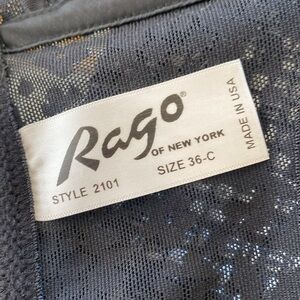 Rago®
OF NEW YORK
STYLE 2101
SIZE 36-C
MADE IN USA